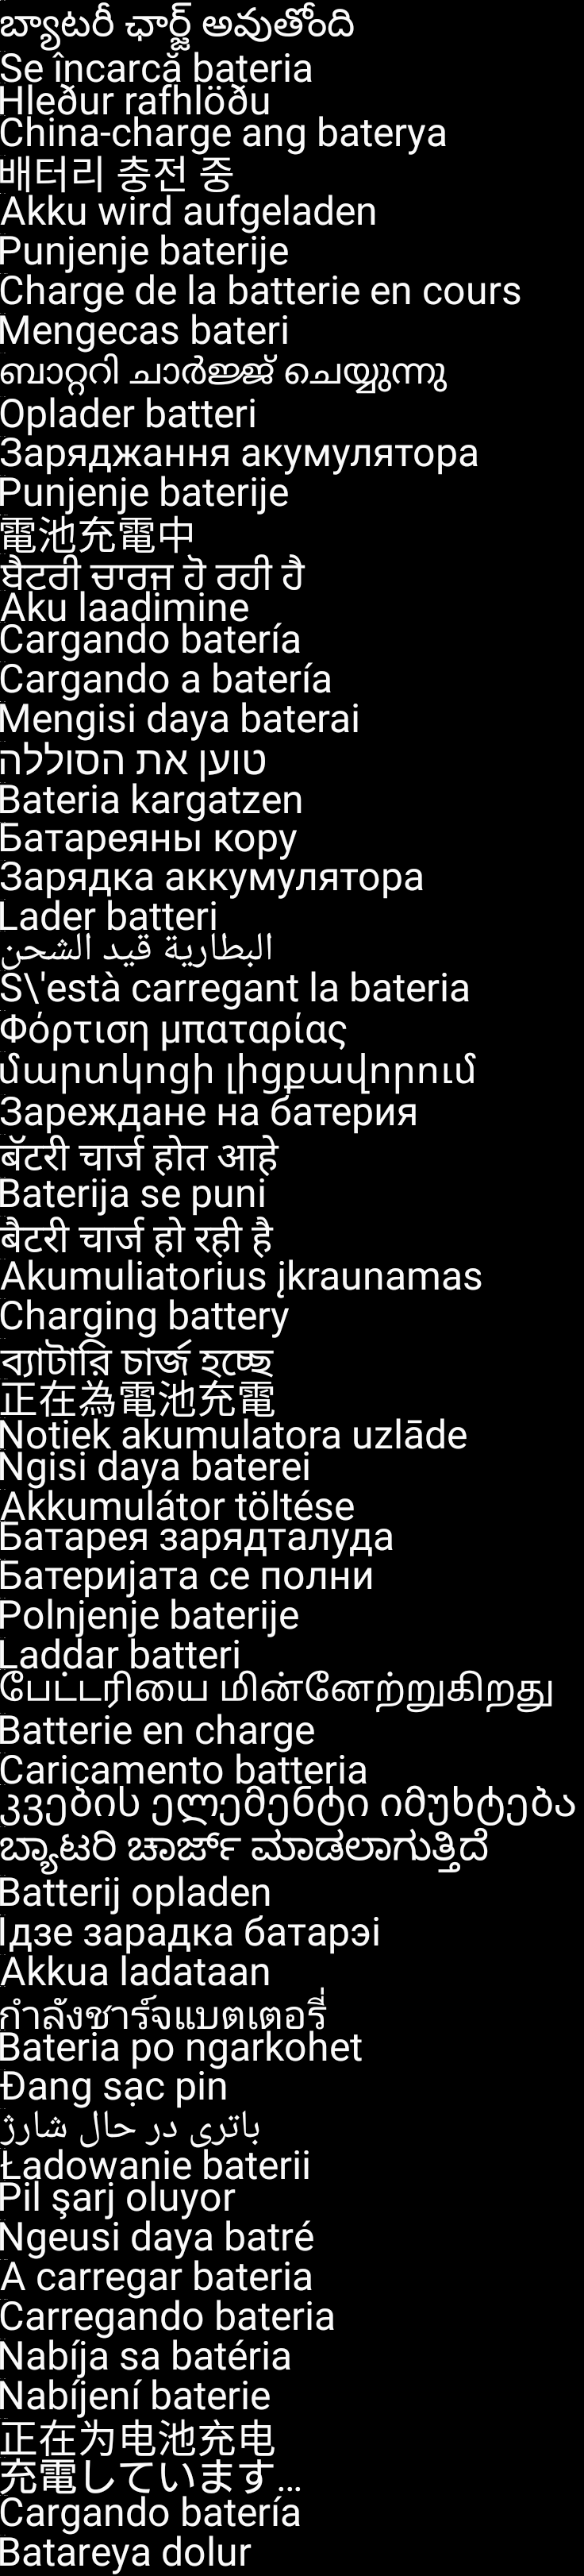 బ్యాటరీ ఛార్జ్ అవుతోంది
Se încarcă bateria
Hleður rafhlöðu
China-charge ang baterya
배터리 충전 중
Akku wird aufgeladen
Punjenje baterije
Charge de la batterie en cours
Mengecas bateri
ബാറ്ററി ചാർജ്ജ് ചെയ്യുന്നു
Oplader batteri
Заряджання акумулятора
Punjenje baterije
電池充電中
ਬੈਟਰੀ ਚਾਰਜ ਹੋ ਰਹੀ ਹੈ
Aku laadimine
Cargando batería
Cargando a batería
Mengisi daya baterai
טוען את הסוללה
Bateria kargatzen
Батареяны кору
Зарядка аккумулятора
Lader batteri
البطارية قيد الشحن
S\'està carregant la bateria
Φόρτιση μπαταρίας
մարտկոցի լիցքավորում
Зареждане на батерия
बॅटरी चार्ज होत आहे
Baterija se puni
बैटरी चार्ज हो रही है
Akumuliatorius įkraunamas
Charging battery
ব্যাটারি চার্জ হচ্ছে
正在為電池充電
Notiek akumulatora uzlāde
Ngisi daya baterei
Akkumulátor töltése
Батарея зарядталуда
Батеријата се полни
Polnjenje baterije
Laddar batteri
பேட்டரியை மின்னேற்றுகிறது
Batterie en charge
Caricamento batteria
კვების ელემენტი იმუხტება
ಬ್ಯಾಟರಿ ಚಾರ್ಜ್ ಮಾಡಲಾಗುತ್ತಿದೆ
Batterij opladen
Ідзе зарадка батарэі
Akkua ladataan
กำลังชาร์จแบตเตอรี่
Bateria po ngarkohet
Đang sạc pin
باتری در حال شارژ
Ładowanie baterii
Pil şarj oluyor
Ngeusi daya batré
A carregar bateria
Carregando bateria
Nabíja sa batéria
Nabíjení baterie
正在为电池充电
充電しています...
Cargando batería
Batareya dolur